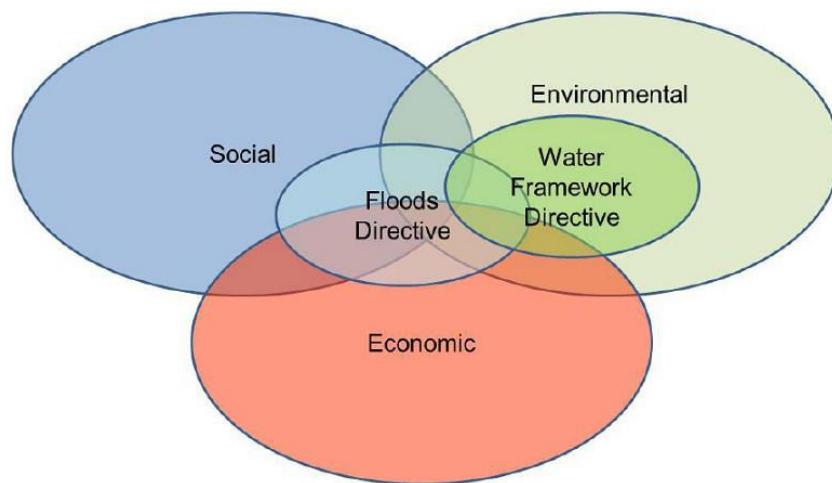 Environmental
Social
Water
Framework
Directive
Floods
Directive
Economic